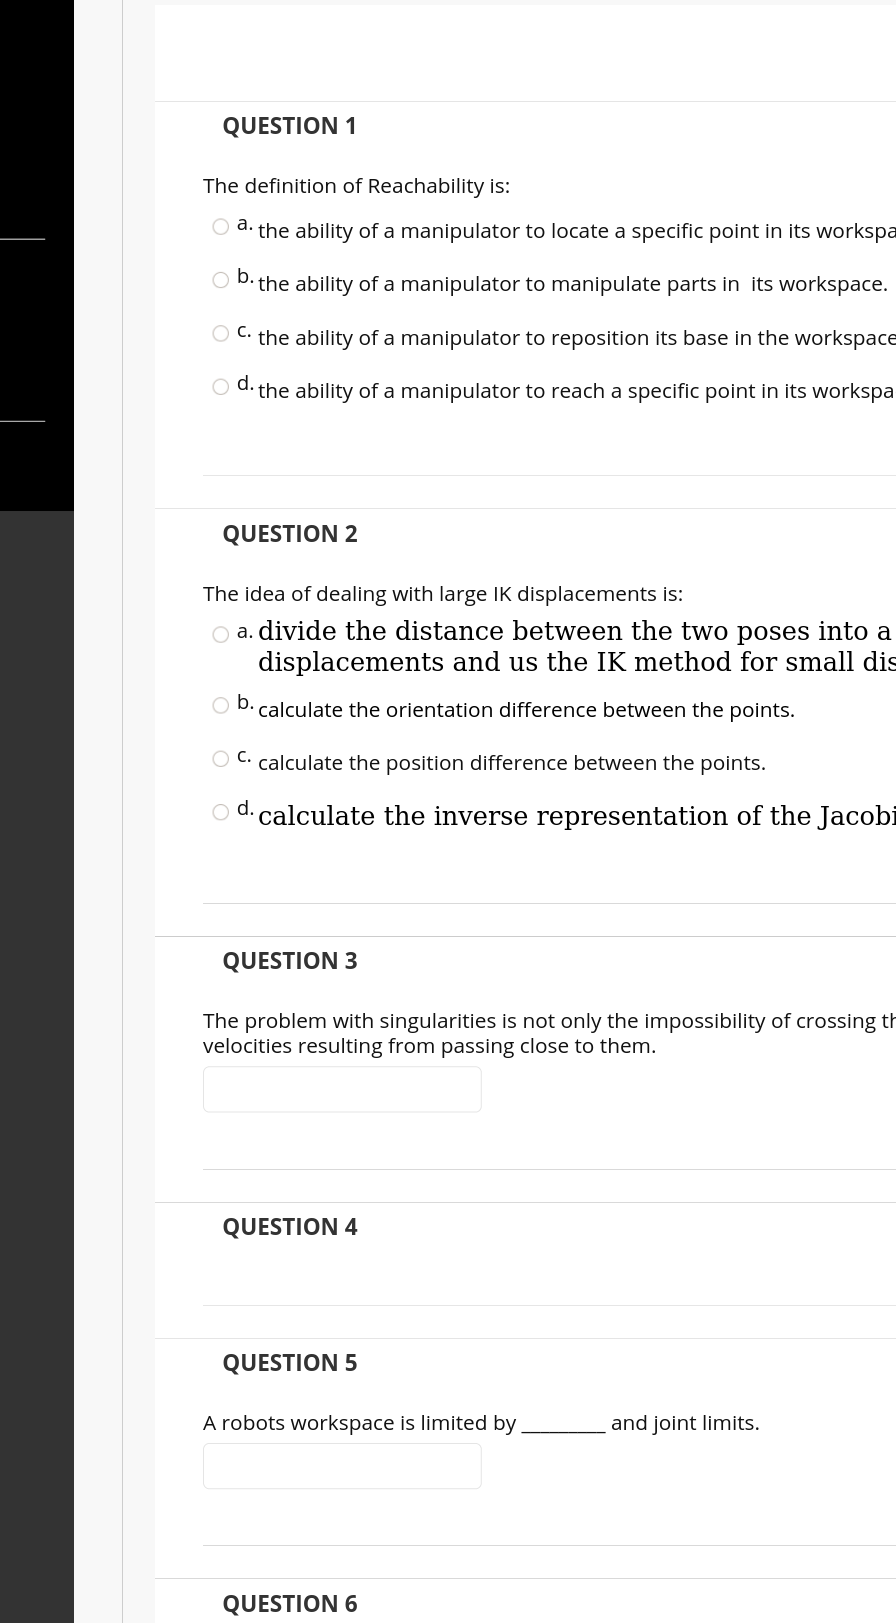 QUESTION 1
The definition of Reachability is:
a. the ability of a manipulator to locate a specific point in its workspa
b. the ability of a manipulator to manipulate parts in  its workspace.
c. the ability of a manipulator to reposition its base in the workspace
d. the ability of a manipulator to reach a specific point in its workspa
QUESTION 2
The idea of dealing with large IK displacements is:
a. divide the distance between the two poses into a
displacements and us the IK method for small dis
b. calculate the orientation difference between the points.
c. calculate the position difference between the points.
d. calculate the inverse representation of the Jacobi
QUESTION 3
The problem with singularities is not only the impossibility of crossing th
velocities resulting from passing close to them.
QUESTION 4
QUESTION 5
A robots workspace is limited by _________ and joint limits.
QUESTION 6